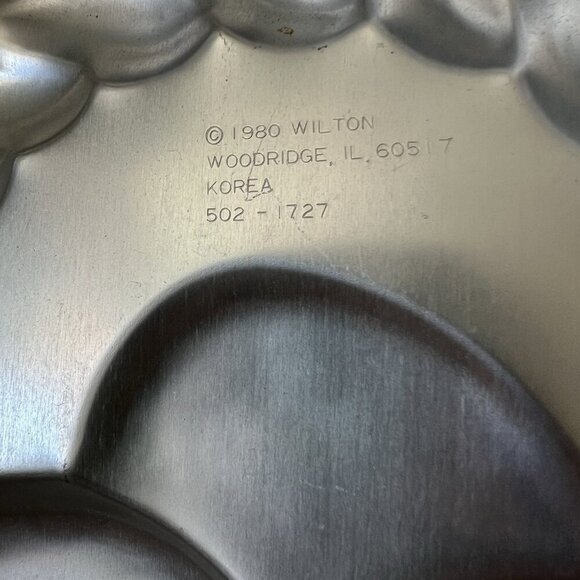 © 1980 WILTON
WOODRIDGE, IL. 60517
KOREA
502 - 1727